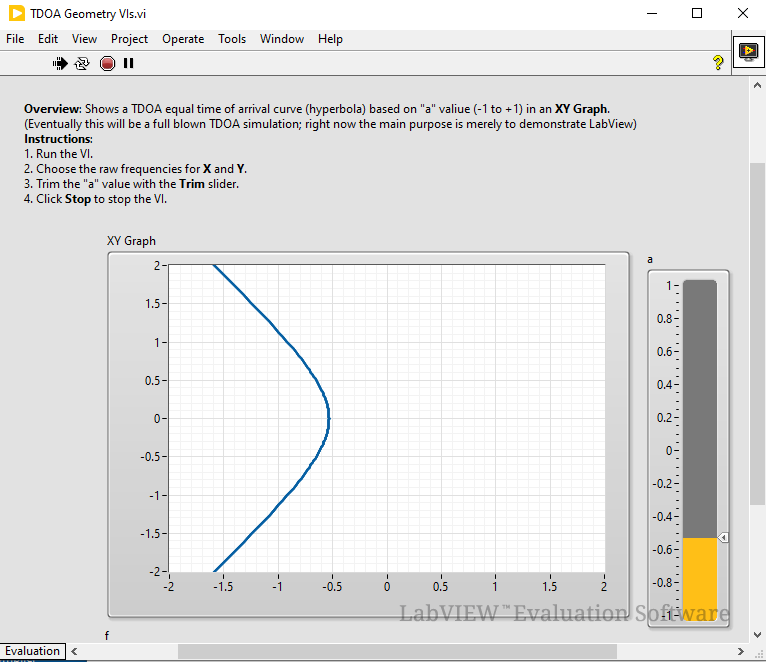 TDOA Geometry VIs.vi
File Edit View Project Operate Tools Window Help
Overview: Shows a TDOA equal time of arrival curve (hyperbola) based on "a" valiue (-1 to +1) in an XY Graph.
(Eventually this will be a full blown TDOA simulation; right now the main purpose is merely to demonstrate LabView)
Instructions:
1. Run the VI.
2. Choose the raw frequencies for X and Y.
3. Trim the "a" value with the Trim slider.
4. Click Stop to stop the VI.
XY Graph
2
1.5
1
0.5
0
-0.5
-1
-1.5
-2
-2 -1.5 -1 -0.5 0 0.5 1 1.5 2
a
1
0.8
0.6
0.4
0.2
0
-0.2
-0.4
-0.6
-0.8
-1
LabVIEW™ Evaluation Software
f
Evaluation